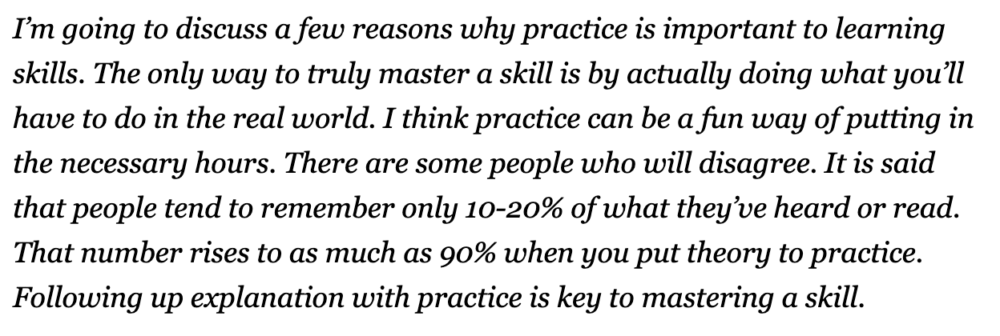 I’m going to discuss a few reasons why practice is important to learning
skills. The only way to truly master a skill is by actually doing what you’ll
have to do in the real world. I think practice can be a fun way of putting in
the necessary hours. There are some people who will disagree. It is said
that people tend to remember only 10-20% of what they’ve heard or read.
That number rises to as much as 90% when you put theory to practice.
Following up explanation with practice is key to mastering a skill.